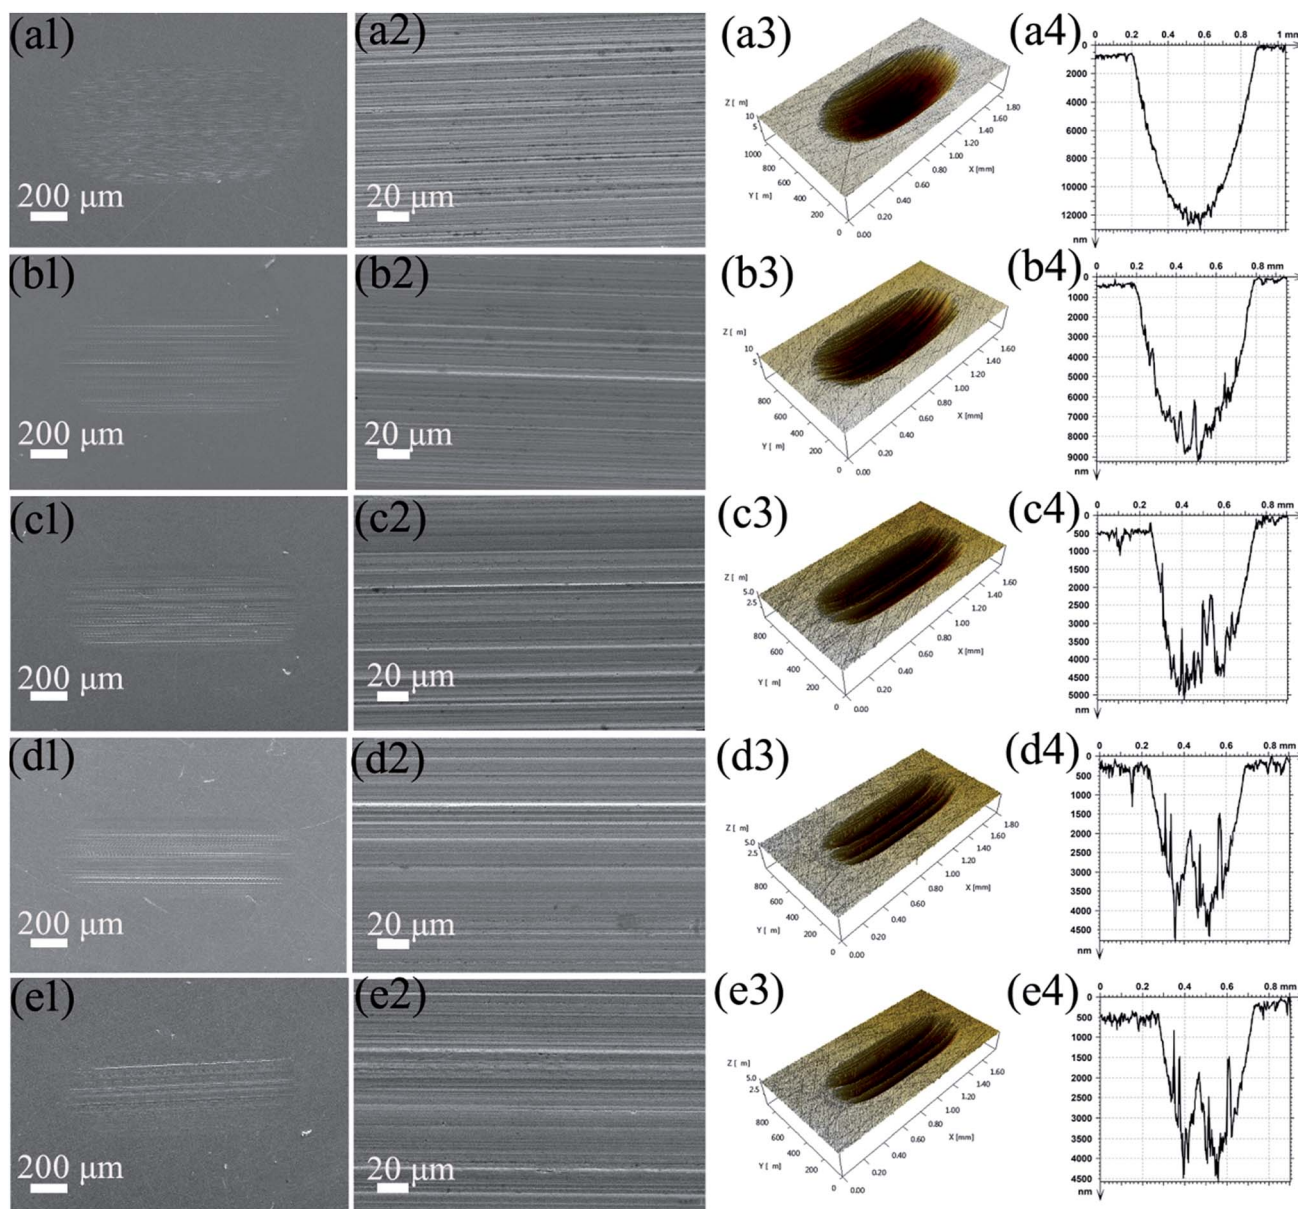 (a1)
200 μm
(a2)
20 μm
(a3)
Z [ m]
10
5
1000
800
600
400
200
0
Y [ m]
0.00
0.20
0.40
0.60
0.80
1.00
1.20
1.40
1.60
1.80
X [mm]
(a4)
0 0.2 0.4 0.6 0.8 1 mm
0
2000
4000
6000
8000
10000
12000
nm
(b1)
200 μm
(b2)
20 μm
(b3)
Z [ m]
10
5
800
600
400
200
0
Y [ m]
0.00
0.20
0.40
0.60
0.80
1.00
1.20
1.40
1.60
X [mm]
(b4)
0 0.2 0.4 0.6 0.8 mm
0
1000
2000
3000
4000
5000
6000
7000
8000
9000
nm
(c1)
200 μm
(c2)
20 μm
(c3)
Z [ m]
5.0
2.5
800
600
400
200
0
Y [ m]
0.00
0.20
0.40
0.60
0.80
1.00
1.20
1.40
1.60
X [mm]
(c4)
0 0.2 0.4 0.6 0.8 mm
0
500
1000
1500
2000
2500
3000
3500
4000
4500
5000
nm
(d1)
200 μm
(d2)
20 μm
(d3)
Z [ m]
5.0
2.5
800
600
400
200
0
Y [ m]
0.00
0.20
0.40
0.60
0.80
1.00
1.20
1.40
1.60
1.80
X [mm]
(d4)
0 0.2 0.4 0.6 0.8 mm
0
500
1000
1500
2000
2500
3000
3500
4000
4500
nm
(e1)
200 μm
(e2)
20 μm
(e3)
Z [ m]
5.0
2.5
800
600
400
200
0
Y [ m]
0.00
0.20
0.40
0.60
0.80
1.00
1.20
1.40
1.60
X [mm]
(e4)
0 0.2 0.4 0.6 0.8 mm
0
500
1000
1500
2000
2500
3000
3500
4000
4500
nm